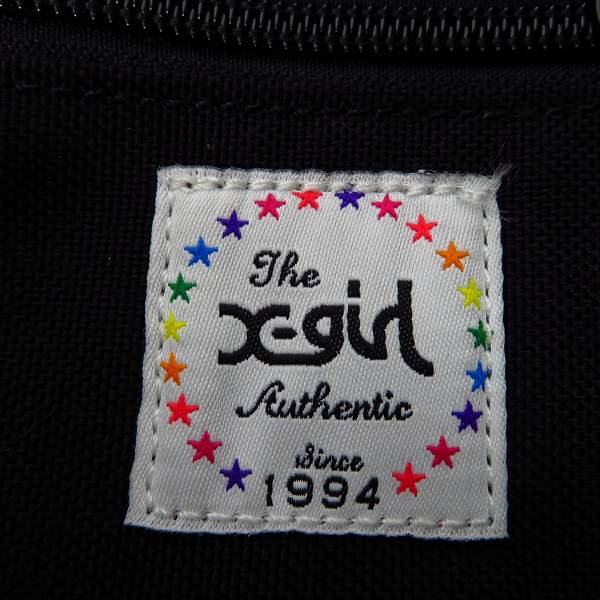 The
X-girl
Authentic
Since
1994